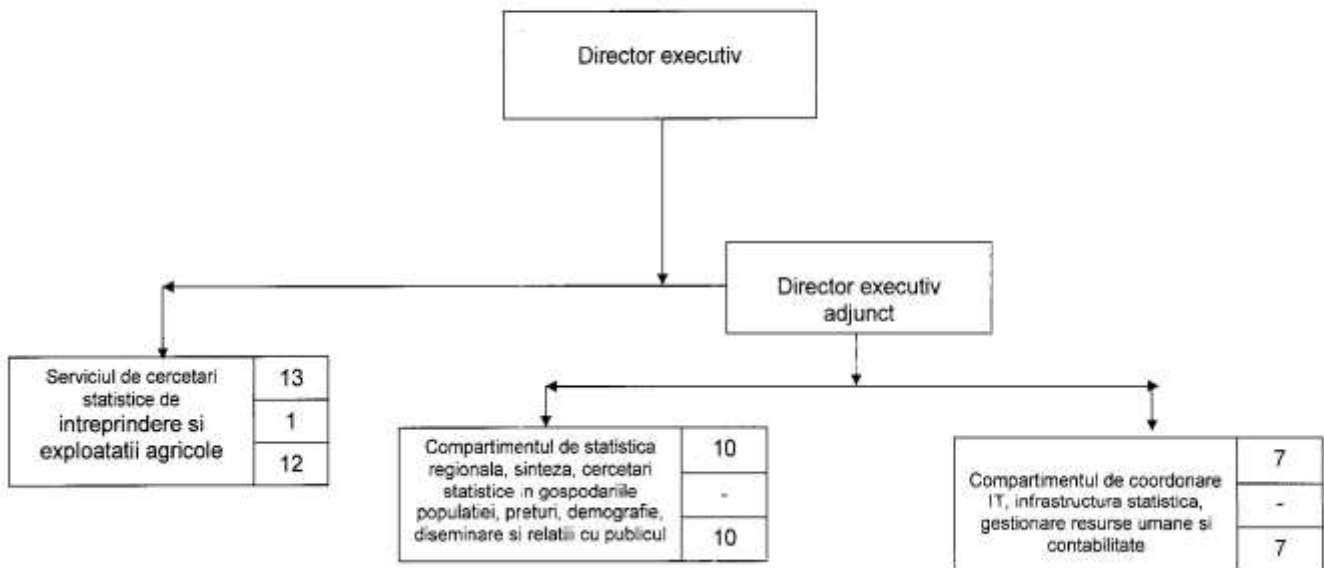 Director executiv
Director executiv
adjunct
Serviciul de cercetari
statistice de
intreprindere si
exploatatii agricole
13
1
12
Compartimentul de statistica
regionala, sinteza, cercetari
statistice in gospodariile
populatiei, preturi, demografie,
diseminare si relatii cu publicul
10
-
10
Compartimentul de coordonare
IT, infrastructura statistica,
gestionare resurse umane si
contabilitate
7
-
7